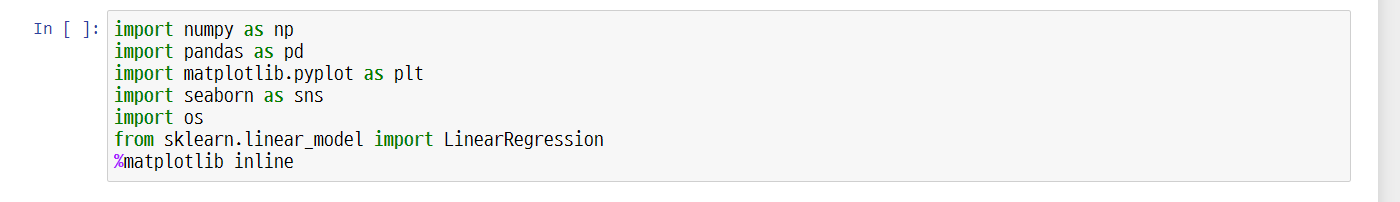 In [ ]: import numpy as np
import pandas as pd
import matplotlib.pyplot as plt
import seaborn as sns
import os
from sklearn.linear_model import LinearRegression
%matplotlib inline